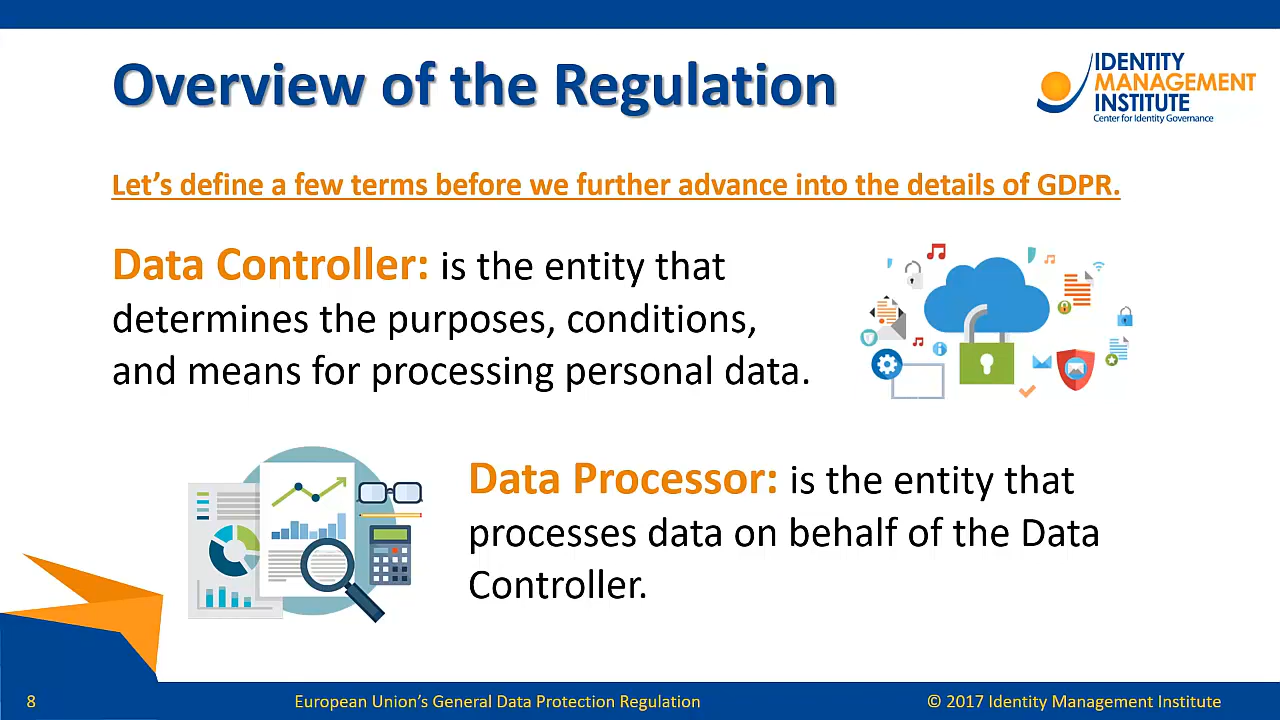 Overview of the Regulation
IDENTITY
MANAGEMENT
INSTITUTE
Center for Identity Governance
Let’s define a few terms before we further advance into the details of GDPR.
Data Controller: is the entity that
determines the purposes, conditions,
and means for processing personal data.
Data Processor: is the entity that
processes data on behalf of the Data
Controller.
8
European Union’s General Data Protection Regulation
© 2017 Identity Management Institute